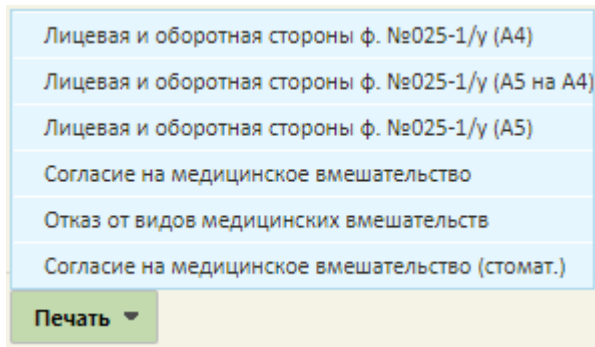 Лицевая и оборотная стороны ф. №025-1/у (А4)
Лицевая и оборотная стороны ф. №025-1/у (А5 на А4)
Лицевая и оборотная стороны ф. №025-1/у (А5)
Согласие на медицинское вмешательство
Отказ от видов медицинских вмешательств
Согласие на медицинское вмешательство (стомат.)
Печать